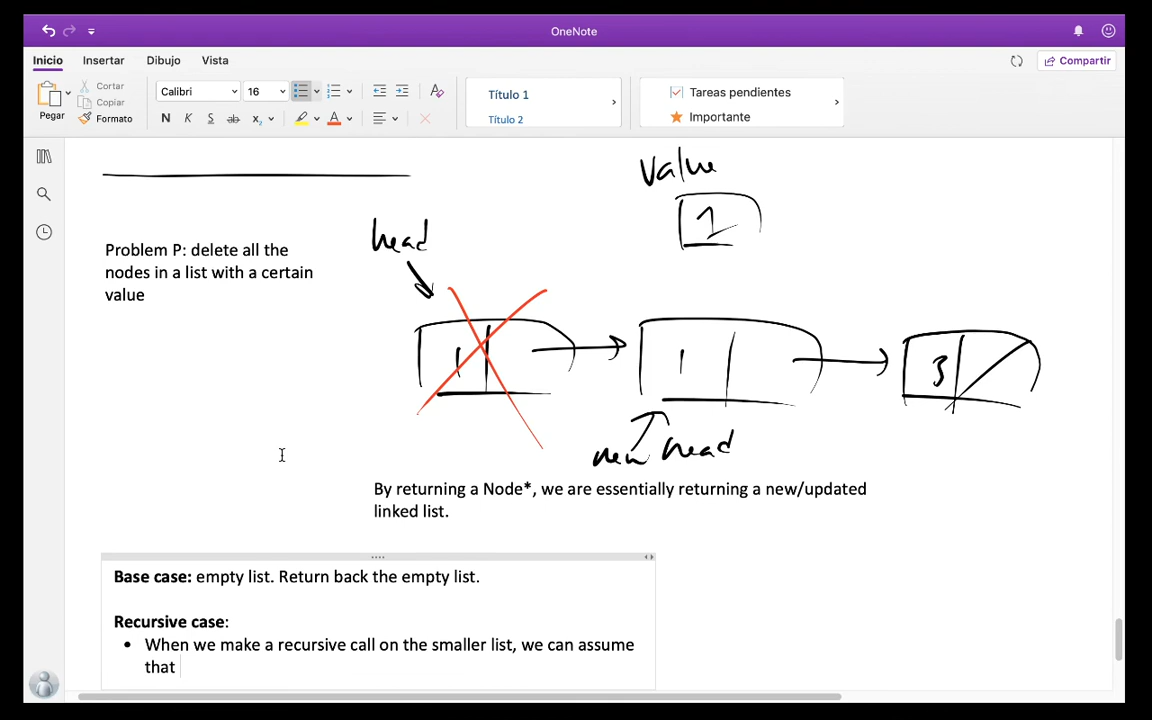 OneNote
Inicio Insertar Dibujo Vista
Compartir
Pegar
Cortar
Copiar
Formato
Calibri 16
N K S ab x₂ A
Título 1
Título 2
Tareas pendientes
Importante
value
1
head
Problem P: delete all the
nodes in a list with a certain
value
1 1 3
new head
By returning a Node*, we are essentially returning a new/updated
linked list.
Base case: empty list. Return back the empty list.
Recursive case:
• When we make a recursive call on the smaller list, we can assume
that